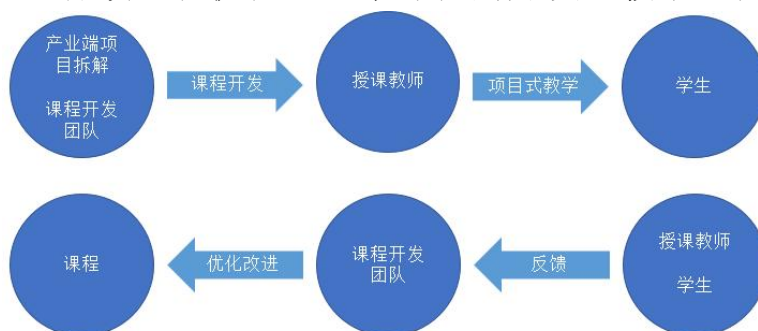 产业端项
目拆解
课程开发
团队
课程开发
授课教师
项目式教学
学生
课程
优化改进
课程开发
团队
反馈
授课教师
学生